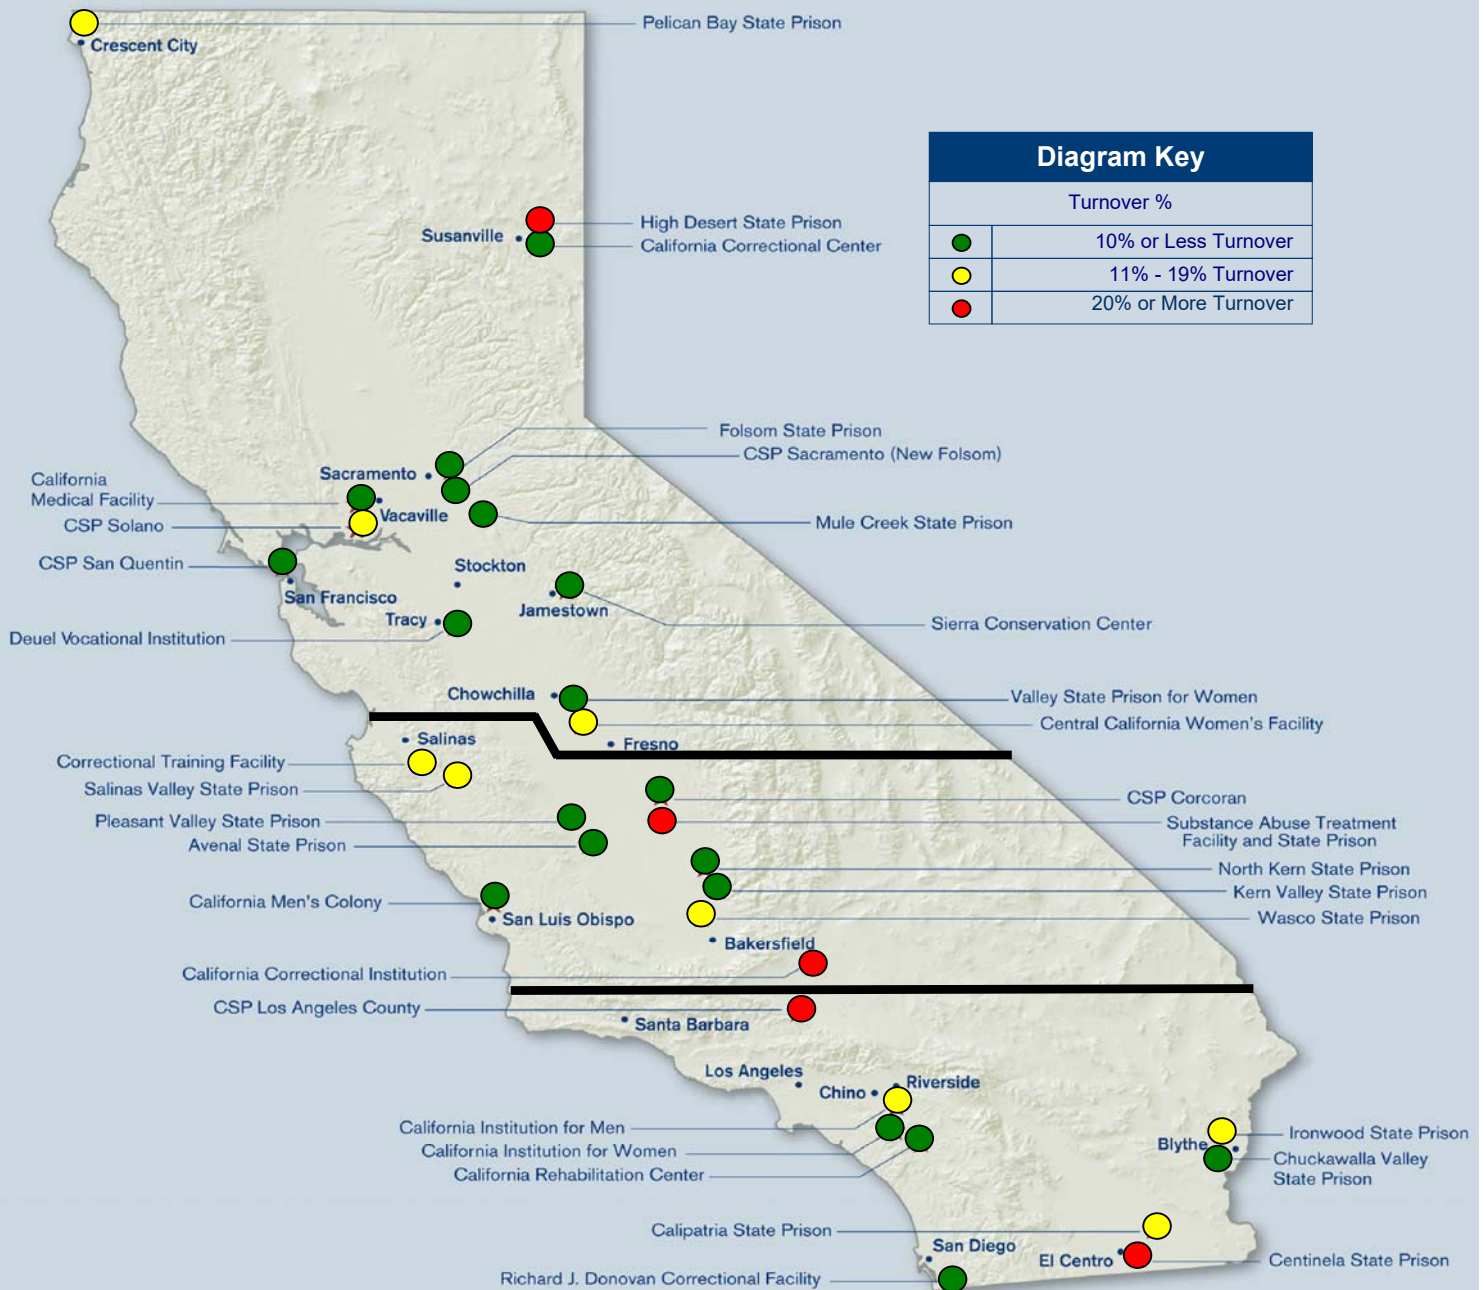 Pelican Bay State Prison
Crescent City
Diagram Key
Turnover %
10% or Less Turnover
11% - 19% Turnover
20% or More Turnover
High Desert State Prison
Susanville
California Correctional Center
Folsom State Prison
CSP Sacramento (New Folsom)
Sacramento
California
Medical Facility
Vacaville
CSP Solano
Mule Creek State Prison
CSP San Quentin
Stockton
San Francisco
Jamestown
Tracy
Sierra Conservation Center
Deuel Vocational Institution
Chowchilla
Valley State Prison for Women
Central California Women's Facility
Salinas
Fresno
Correctional Training Facility
Salinas Valley State Prison
CSP Corcoran
Pleasant Valley State Prison
Substance Abuse Treatment
Facility and State Prison
Avenal State Prison
North Kern State Prison
Kern Valley State Prison
California Men's Colony
San Luis Obispo
Wasco State Prison
Bakersfield
California Correctional Institution
CSP Los Angeles County
Santa Barbara
Los Angeles
Riverside
Chino
California Institution for Men
California Institution for Women
California Rehabilitation Center
Ironwood State Prison
Blythe
Chuckawalla Valley
State Prison
Calipatria State Prison
San Diego
El Centro
Centinela State Prison
Richard J. Donovan Correctional Facility